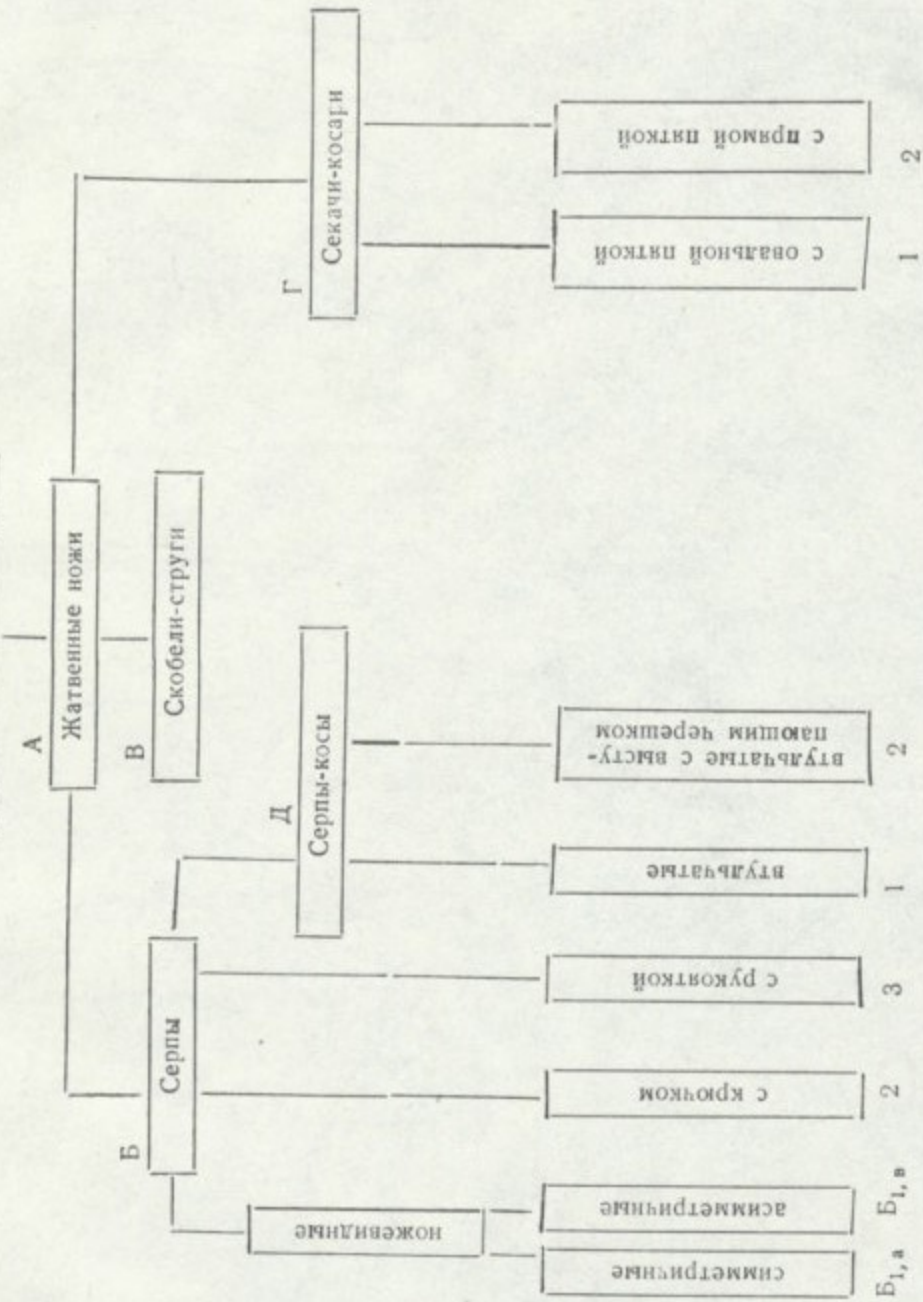 А
Жатвенные ножи
Б
Серпы
В
Скобели-струги
Г
Секачи-косари
Д
Серпы-косы
ножевидные
симметричные
асимметричные
с крючком
с рукояткой
втульчатые
втульчатые с высту-
пающим черешком
с овальной пяткой
с прямой пяткой
Б1,а
Б1,в
2
3
1
2
1
2